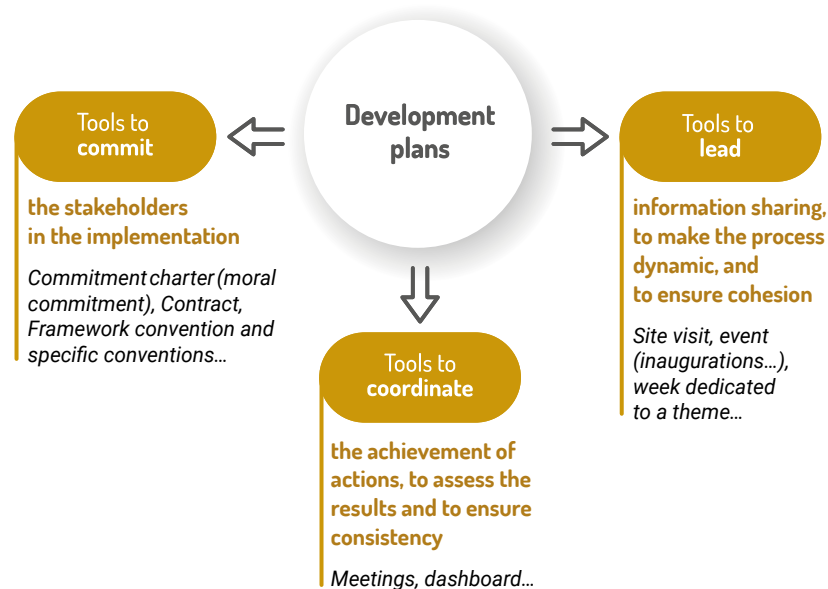 Development
plans
Tools to
commit
the stakeholders
in the implementation
Commitment charter (moral
commitment), Contract,
Framework convention and
specific conventions…
Tools to
coordinate
the achievement of
actions, to assess the
results and to ensure
consistency
Meetings, dashboard…
Tools to
lead
information sharing,
to make the process
dynamic, and
to ensure cohesion
Site visit, event
(inaugurations…),
week dedicated
to a theme…